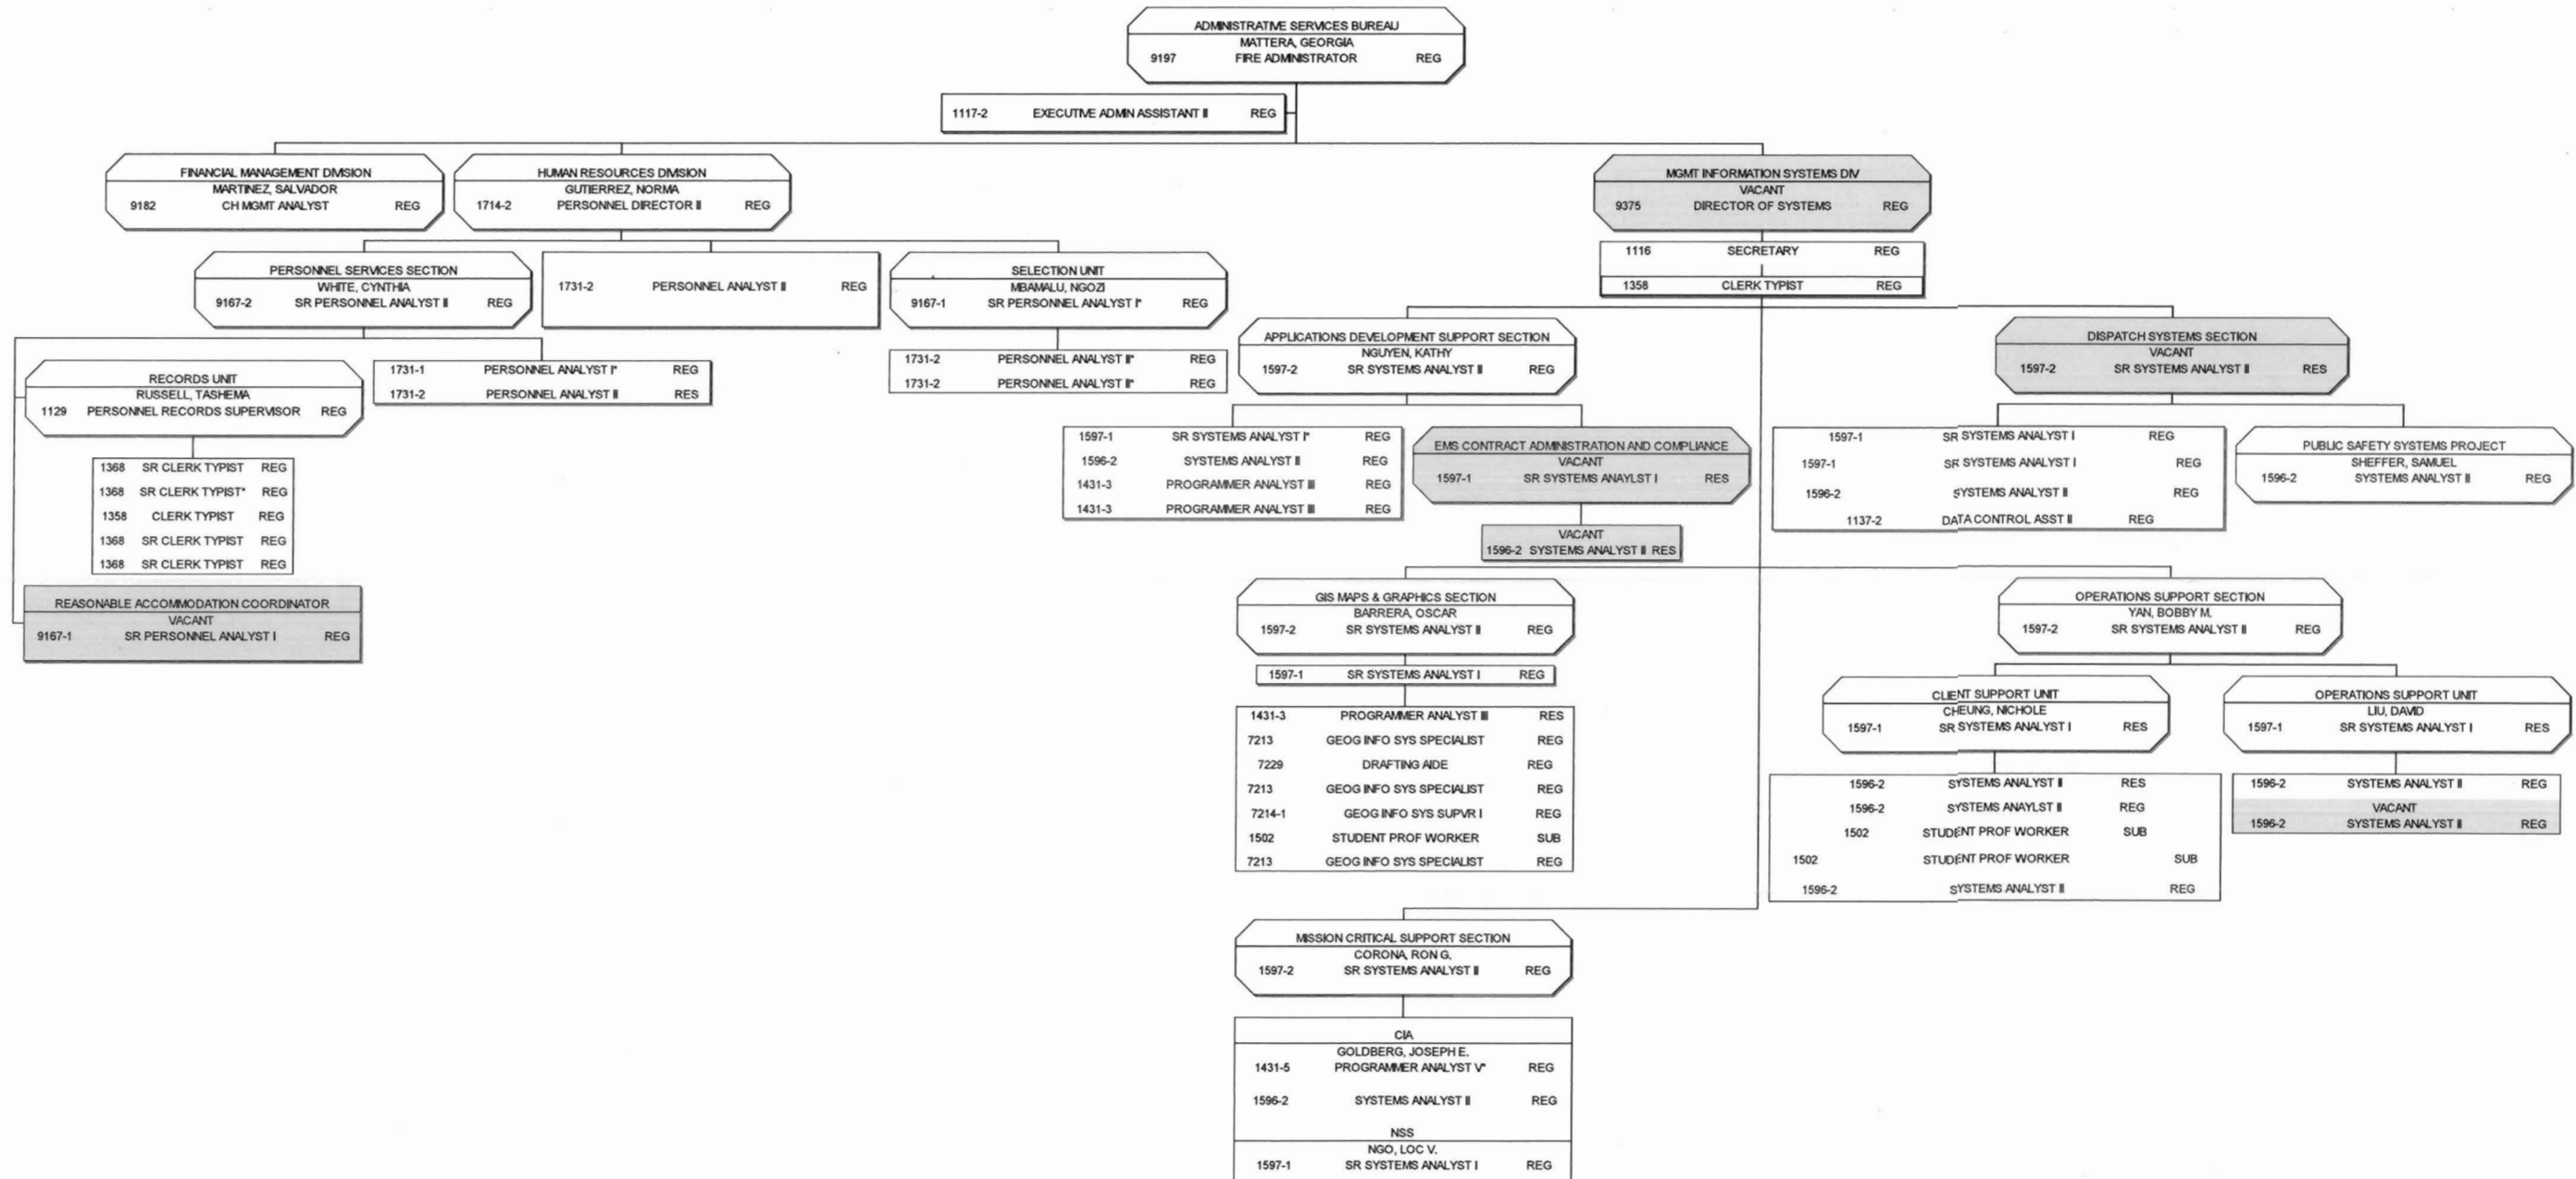 ADMINISTRATIVE SERVICES BUREAU
MATTERA, GEORGIA
9197 FIRE ADMINISTRATOR REG
1117-2 EXECUTIVE ADMIN ASSISTANT II REG
FINANCIAL MANAGEMENT DIVISION
MARTINEZ, SALVADOR
9182 CH MGMT ANALYST REG
HUMAN RESOURCES DIVISION
GUTIERREZ, NORMA
1714-2 PERSONNEL DIRECTOR II REG
MGMT INFORMATION SYSTEMS DIV
VACANT
9375 DIRECTOR OF SYSTEMS REG
1116 SECRETARY REG
1358 CLERK TYPIST REG
PERSONNEL SERVICES SECTION
WHITE, CYNTHIA
9167-2 SR PERSONNEL ANALYST II REG
1731-2 PERSONNEL ANALYST II REG
SELECTION UNIT
MBAMALU, NGOZI
9167-1 SR PERSONNEL ANALYST I* REG
1731-2 PERSONNEL ANALYST II* REG
1731-2 PERSONNEL ANALYST II* REG
RECORDS UNIT
RUSSELL, TASHEMA
1129 PERSONNEL RECORDS SUPERVISOR REG
1731-1 PERSONNEL ANALYST I* REG
1731-2 PERSONNEL ANALYST II RES
1368 SR CLERK TYPIST REG
1368 SR CLERK TYPIST* REG
1358 CLERK TYPIST REG
1368 SR CLERK TYPIST REG
1368 SR CLERK TYPIST REG
REASONABLE ACCOMMODATION COORDINATOR
VACANT
9167-1 SR PERSONNEL ANALYST I REG
APPLICATIONS DEVELOPMENT SUPPORT SECTION
NGUYEN, KATHY
1597-2 SR SYSTEMS ANALYST II REG
1597-1 SR SYSTEMS ANALYST I* REG
1596-2 SYSTEMS ANALYST II REG
1431-3 PROGRAMMER ANALYST III REG
1431-3 PROGRAMMER ANALYST III REG
EMS CONTRACT ADMINISTRATION AND COMPLIANCE
VACANT
1597-1 SR SYSTEMS ANAYLST I RES
VACANT
1596-2 SYSTEMS ANALYST II RES
DISPATCH SYSTEMS SECTION
VACANT
1597-2 SR SYSTEMS ANALYST II RES
1597-1 SR SYSTEMS ANALYST I REG
1597-1 SR SYSTEMS ANALYST I REG
1596-2 SYSTEMS ANALYST II REG
1137-2 DATA CONTROL ASST II REG
PUBLIC SAFETY SYSTEMS PROJECT
SHEFFER, SAMUEL
1596-2 SYSTEMS ANALYST II REG
GIS MAPS & GRAPHICS SECTION
BARRERA, OSCAR
1597-2 SR SYSTEMS ANALYST II REG
1597-1 SR SYSTEMS ANALYST I REG
1431-3 PROGRAMMER ANALYST III RES
7213 GEOG INFO SYS SPECIALIST REG
7229 DRAFTING AIDE REG
7213 GEOG INFO SYS SPECIALIST REG
7214-1 GEOG INFO SYS SUPVR I REG
1502 STUDENT PROF WORKER SUB
7213 GEOG INFO SYS SPECIALIST REG
OPERATIONS SUPPORT SECTION
YAN, BOBBY M.
1597-2 SR SYSTEMS ANALYST II REG
CLIENT SUPPORT UNIT
CHEUNG, NICHOLE
1597-1 SR SYSTEMS ANALYST I RES
1596-2 SYSTEMS ANALYST II RES
1596-2 SYSTEMS ANAYLST II REG
1502 STUDENT PROF WORKER SUB
1502 STUDENT PROF WORKER SUB
1596-2 SYSTEMS ANALYST II REG
OPERATIONS SUPPORT UNIT
LIU, DAVID
1597-1 SR SYSTEMS ANALYST I RES
1596-2 SYSTEMS ANALYST II REG
VACANT
1596-2 SYSTEMS ANALYST II REG
MISSION CRITICAL SUPPORT SECTION
CORONA, RON G.
1597-2 SR SYSTEMS ANALYST II REG
CIA
GOLDBERG, JOSEPH E.
1431-5 PROGRAMMER ANALYST V* REG
1596-2 SYSTEMS ANALYST II REG
NSS
NGO, LOC V.
1597-1 SR SYSTEMS ANALYST I REG